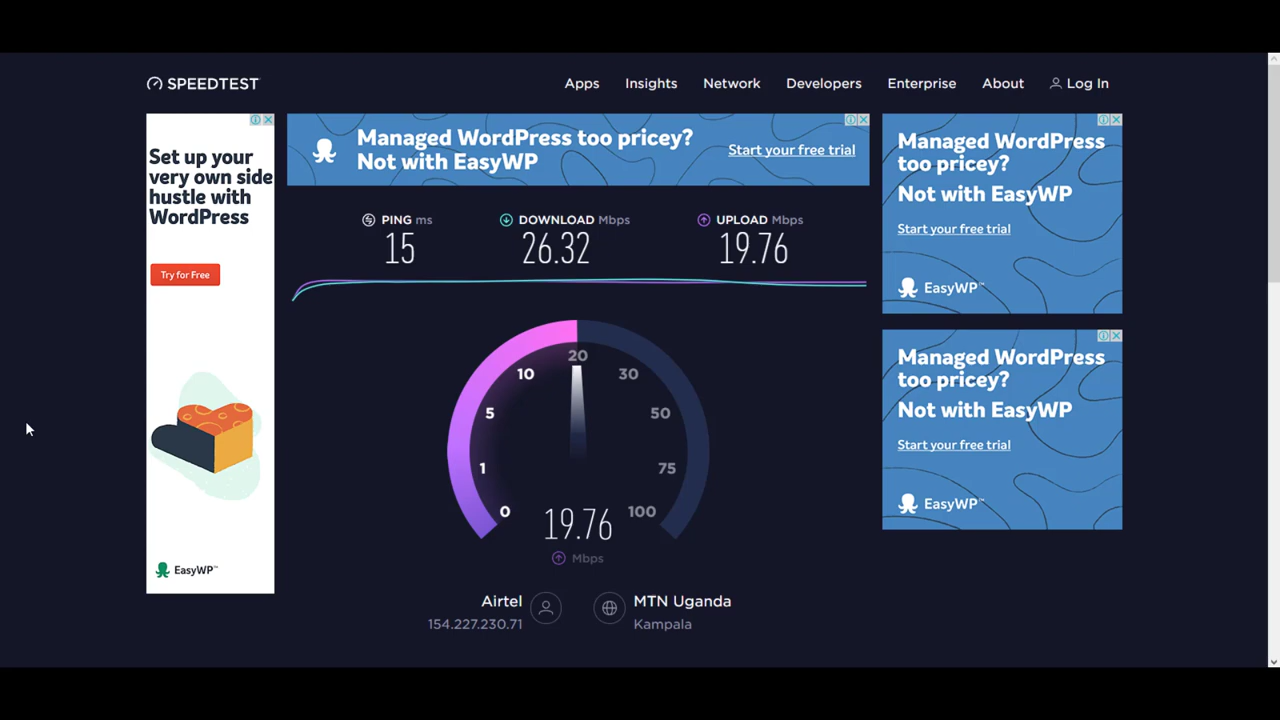 SPEEDTEST
Apps
Insights
Network
Developers
Enterprise
About
Log In
Set up your
very own side
hustle with
WordPress
Try for Free
EasyWP™
Managed WordPress too pricey?
Not with EasyWP
Start your free trial
PING ms
15
DOWNLOAD Mbps
26.32
UPLOAD Mbps
19.76
0
1
5
10
20
30
50
75
100
19.76
Mbps
Airtel
154.227.230.71
MTN Uganda
Kampala
Managed WordPress
too pricey?
Not with EasyWP
Start your free trial
EasyWP™
Managed WordPress
too pricey?
Not with EasyWP
Start your free trial
EasyWP™